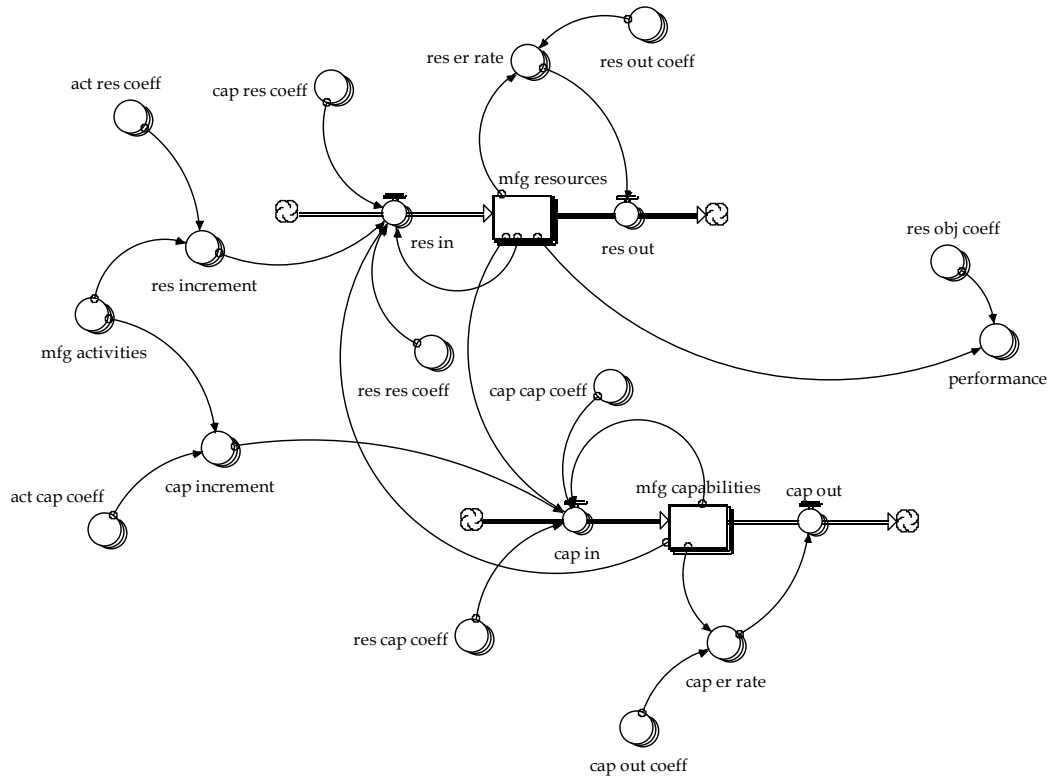 res er rate
res out coeff
act res coeff
cap res coeff
mfg resources
res in
res out
res obj coeff
res increment
mfg activities
performance
res res coeff
cap cap coeff
cap increment
mfg capabilities
cap out
act cap coeff
cap in
res cap coeff
cap er rate
cap out coeff